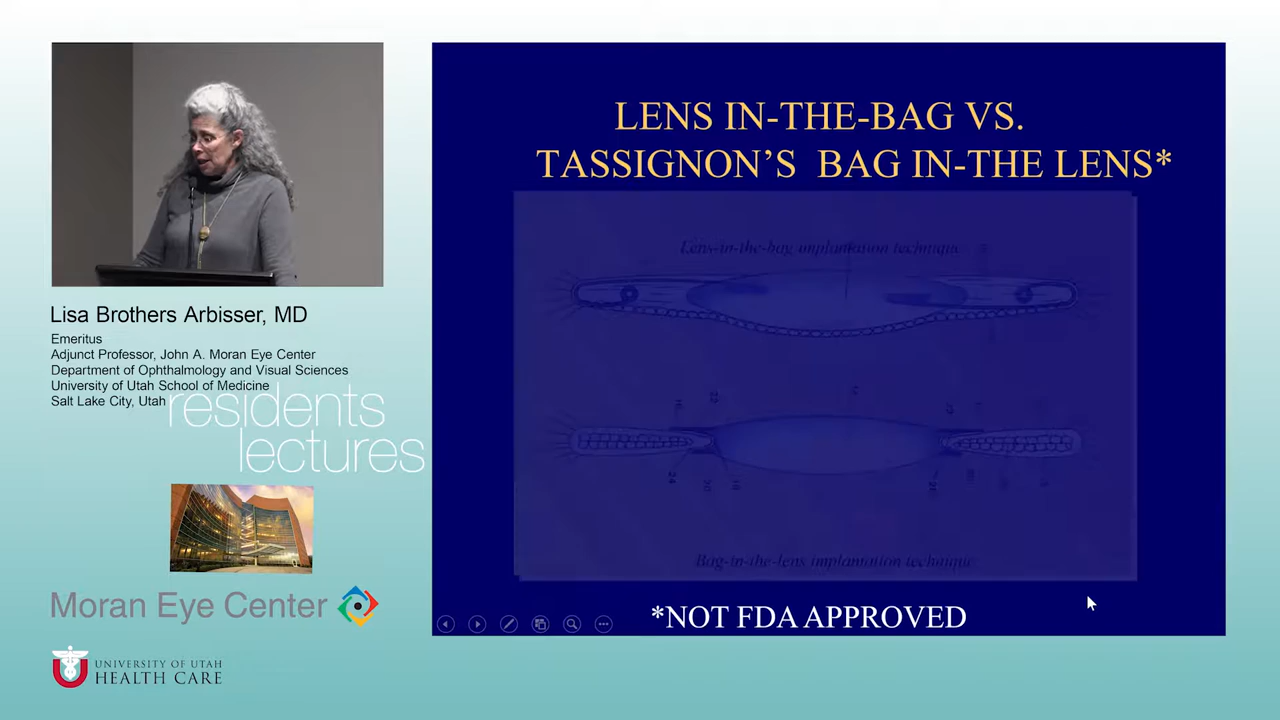 LENS IN-THE-BAG VS.
TASSIGNON’S BAG IN-THE LENS*
Lens-in-the-bag implantation technique
Bag-in-the-lens implantation technique
*NOT FDA APPROVED
Lisa Brothers Arbisser, MD
Emeritus
Adjunct Professor, John A. Moran Eye Center
Department of Ophthalmology and Visual Sciences
University of Utah School of Medicine
Salt Lake City, Utah
residents
lectures
Moran Eye Center
UNIVERSITY OF UTAH
HEALTH CARE